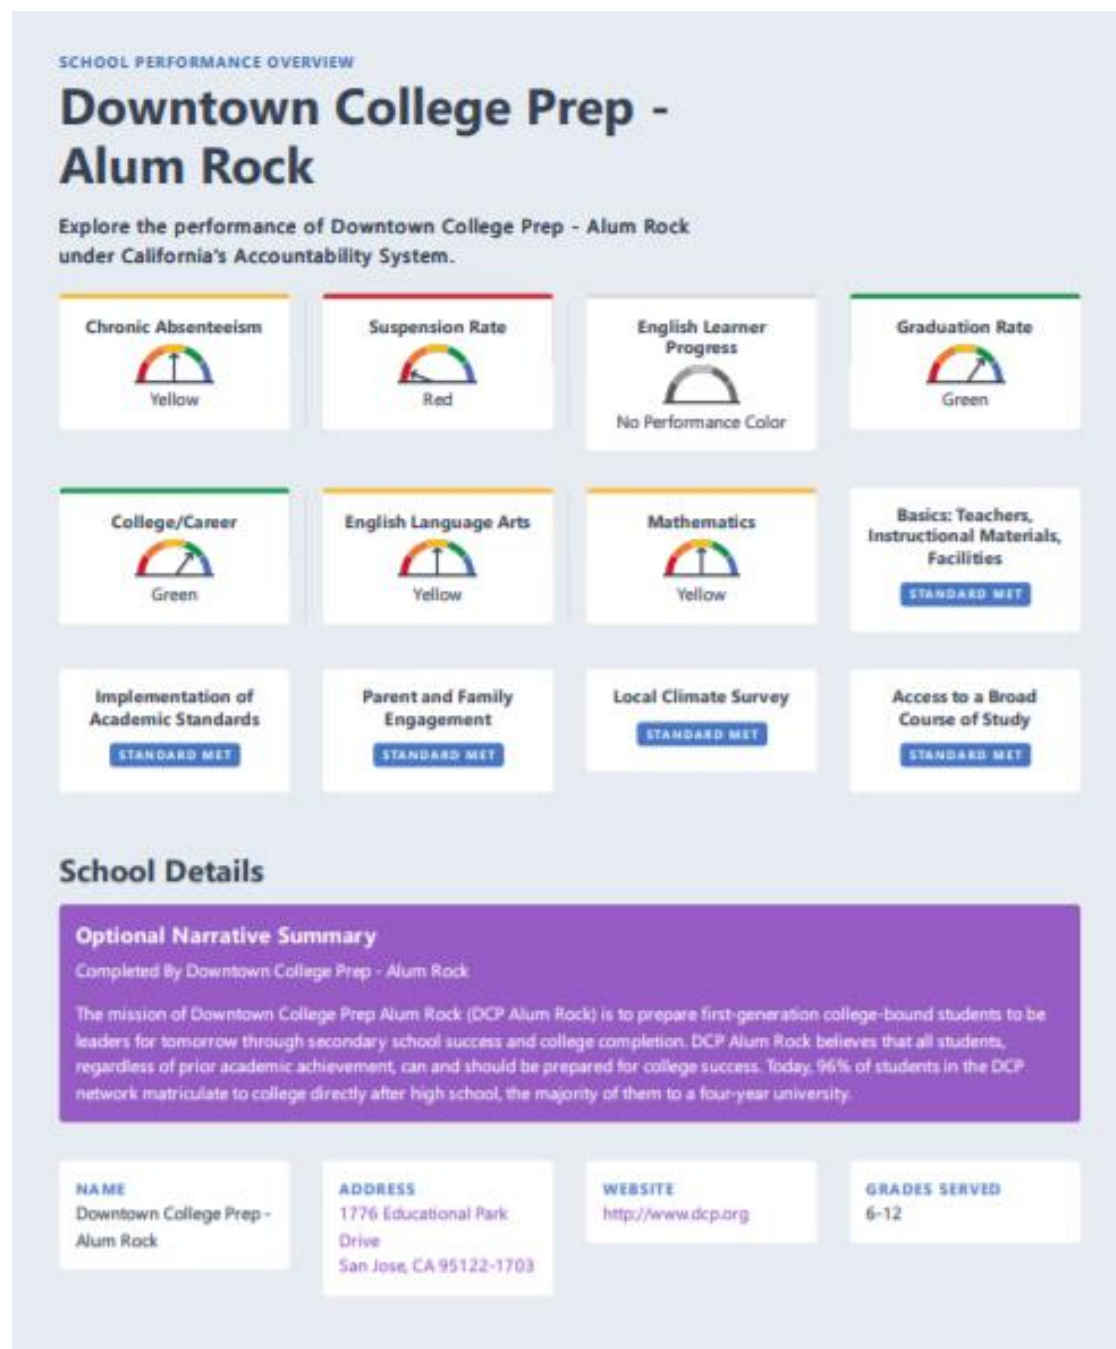 SCHOOL PERFORMANCE OVERVIEW
Downtown College Prep -
Alum Rock
Explore the performance of Downtown College Prep - Alum Rock
under California's Accountability System.
Chronic Absenteeism
Yellow
Suspension Rate
Red
English Learner
Progress
No Performance Color
Graduation Rate
Green
College/Career
Green
English Language Arts
Yellow
Mathematics
Yellow
Basics: Teachers,
Instructional Materials,
Facilities
STANDARD MET
Implementation of
Academic Standards
STANDARD MET
Parent and Family
Engagement
STANDARD MET
Local Climate Survey
STANDARD MET
Access to a Broad
Course of Study
STANDARD MET
School Details
Optional Narrative Summary
Completed By Downtown College Prep - Alum Rock
The mission of Downtown College Prep Alum Rock (DCP Alum Rock) is to prepare first-generation college-bound students to be
leaders for tomorrow through secondary school success and college completion. DCP Alum Rock believes that all students,
regardless of prior academic achievement, can and should be prepared for college success. Today, 96% of students in the DCP
network matriculate to college directly after high school, the majority of them to a four-year university.
NAME
Downtown College Prep -
Alum Rock
ADDRESS
1776 Educational Park
Drive
San Jose, CA 95122-1703
WEBSITE
http://www.dcp.org
GRADES SERVED
6-12